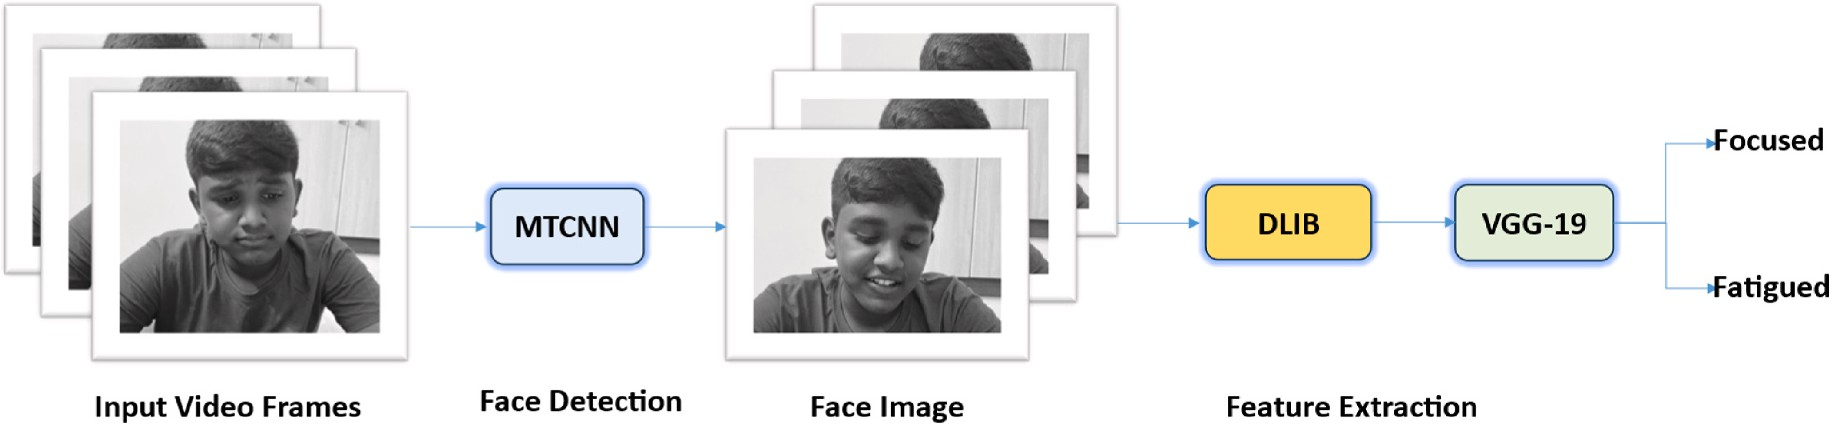 Focused
MTCNN
DLIB
VGG-19
Fatigued
Input Video Frames
Face Detection
Face Image
Feature Extraction